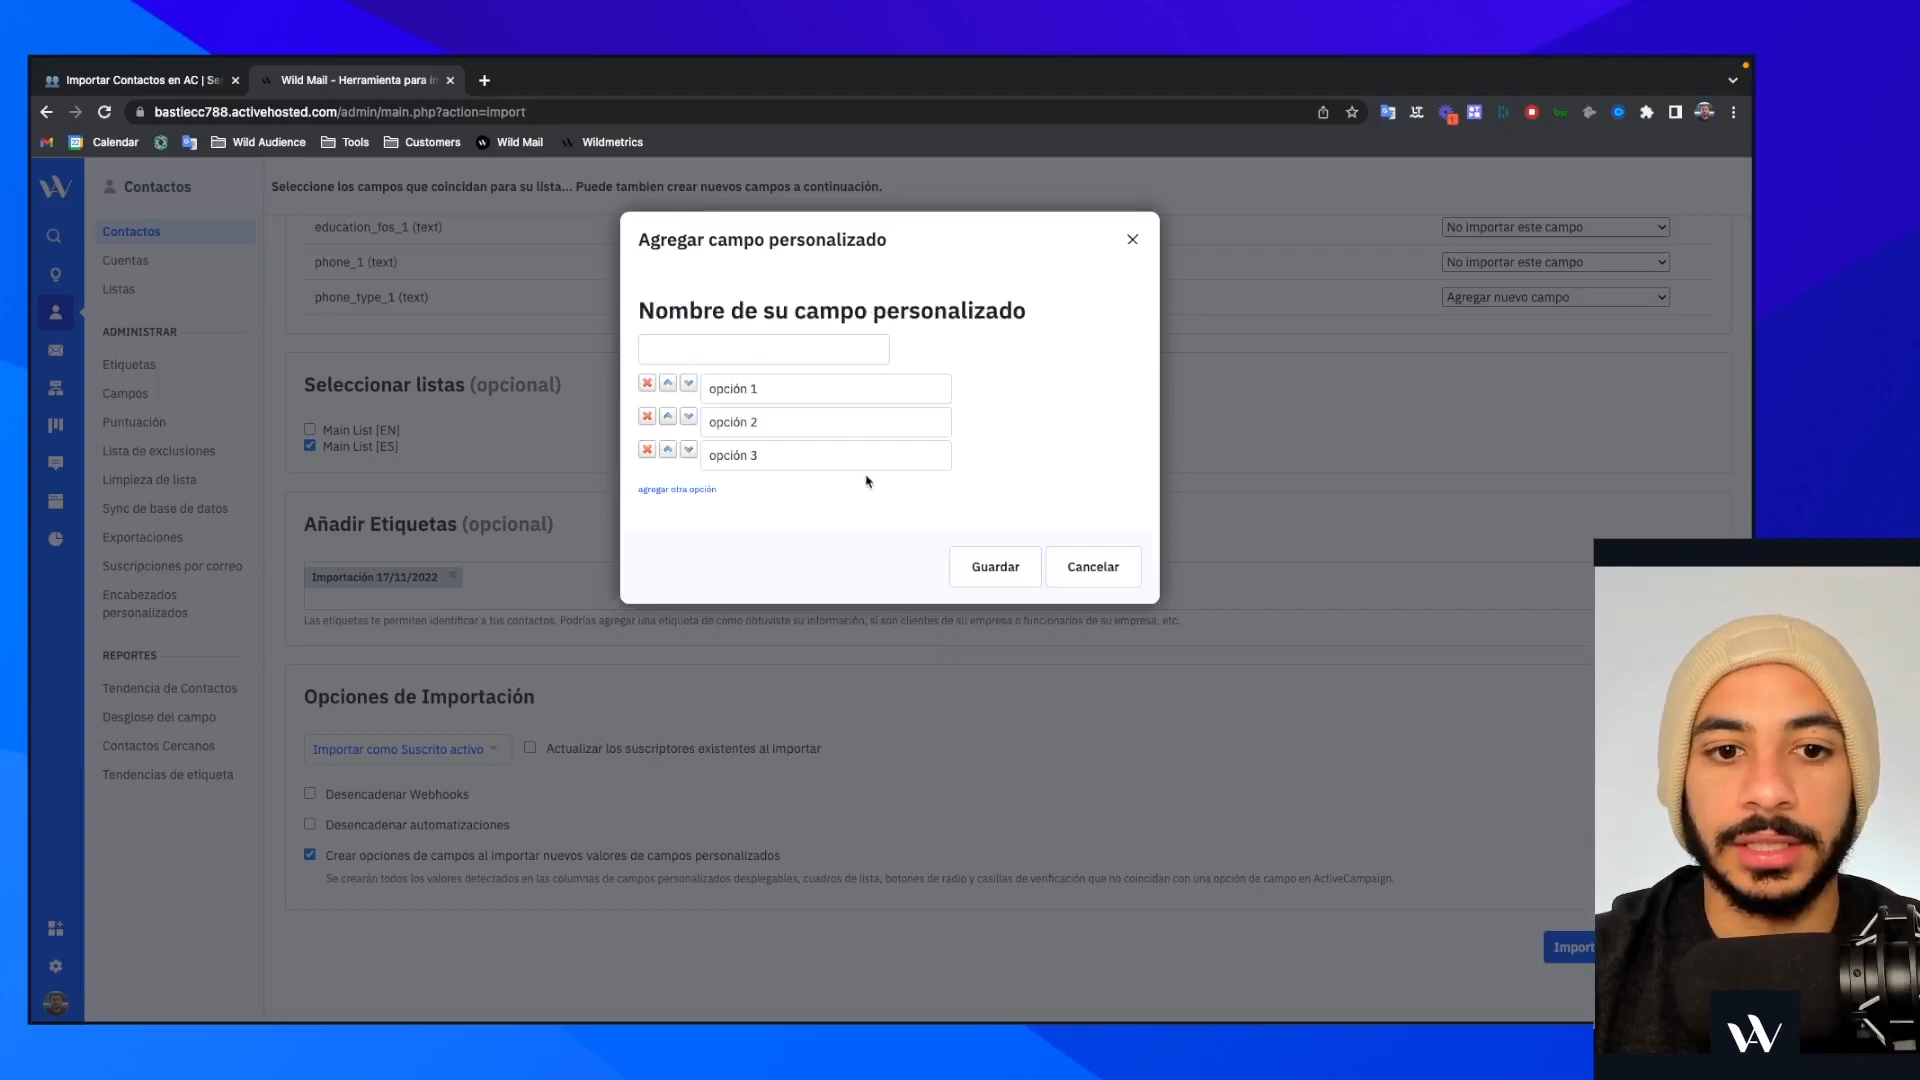 Importar Contactos en AC | Se
Wild Mail - Herramienta para in
bastiecc788.activehosted.com/admin/main.php?action=import
Calendar
Wild Audience
Tools
Customers
Wild Mail
Wildmetrics
Contactos
Seleccione los campos que coincidan para su lista... Puede tambien crear nuevos campos a continuación.
Contactos
Cuentas
Listas
ADMINISTRAR
Etiquetas
Campos
Puntuación
Lista de exclusiones
Limpieza de lista
Sync de base de datos
Exportaciones
Suscripciones por correo
Encabezados
personalizados
REPORTES
Tendencia de Contactos
Desglose del campo
Contactos Cercanos
Tendencias de etiqueta
education_fos_1 (text)
No importar este campo
phone_1 (text)
No importar este campo
phone_type_1 (text)
Agregar nuevo campo
Seleccionar listas (opcional)
Main List [EN]
Main List [ES]
Añadir Etiquetas (opcional)
Importación 17/11/2022
Las etiquetas te permiten identificar a tus contactos. Podrías agregar una etiqueta de como obtuviste su información, si son clientes de su empresa o funcionarios de su empresa, etc.
Opciones de Importación
Importar como Suscrito activo
Actualizar los suscriptores existentes al importar
Desencadenar Webhooks
Desencadenar automatizaciones
Crear opciones de campos al importar nuevos valores de campos personalizados
Se crearán todos los valores detectados en las columnas de campos personalizados desplegables, cuadros de lista, botones de radio y casillas de verificación que no coincidan con una opción de campo en ActiveCampaign.
Import
Agregar campo personalizado
Nombre de su campo personalizado
opción 1
opción 2
opción 3
agregar otra opción
Guardar
Cancelar